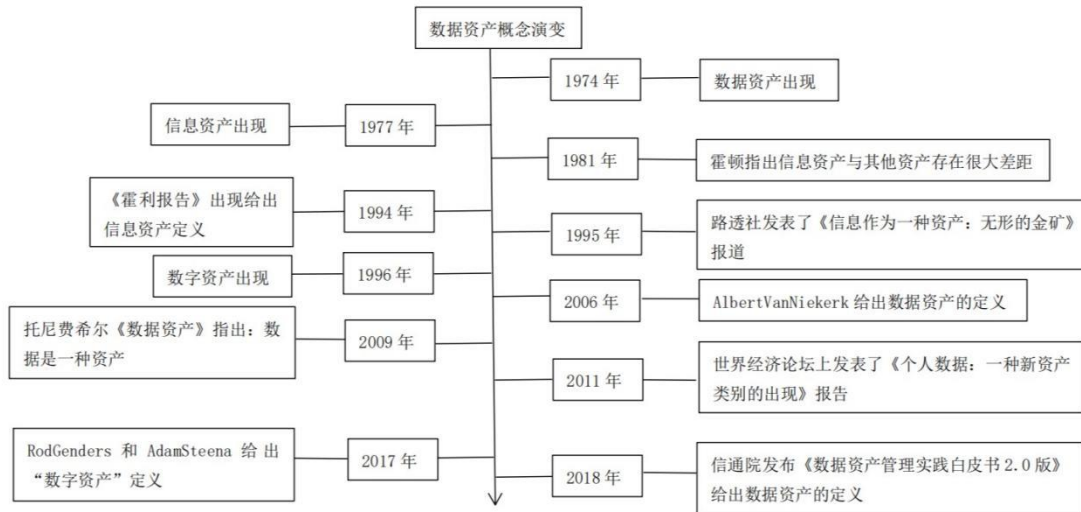 数据资产概念演变
1974 年
数据资产出现
信息资产出现
1977 年
1981 年
霍顿指出信息资产与其他资产存在很大差距
《霍利报告》出现给出
信息资产定义
1994 年
1995 年
路透社发表了《信息作为一种资产：无形的金矿》
报道
数字资产出现
1996 年
2006 年
AlbertVanNiekerk 给出数据资产的定义
托尼费希尔《数据资产》指出：数
据是一种资产
2009 年
2011 年
世界经济论坛上发表了《个人数据：一种新资产
类别的出现》报告
RodGenders 和 AdamSteena 给 出
“数字资产”定义
2017 年
2018 年
信通院发布《数据资产管理实践白皮书 2.0 版》
给出数据资产的定义